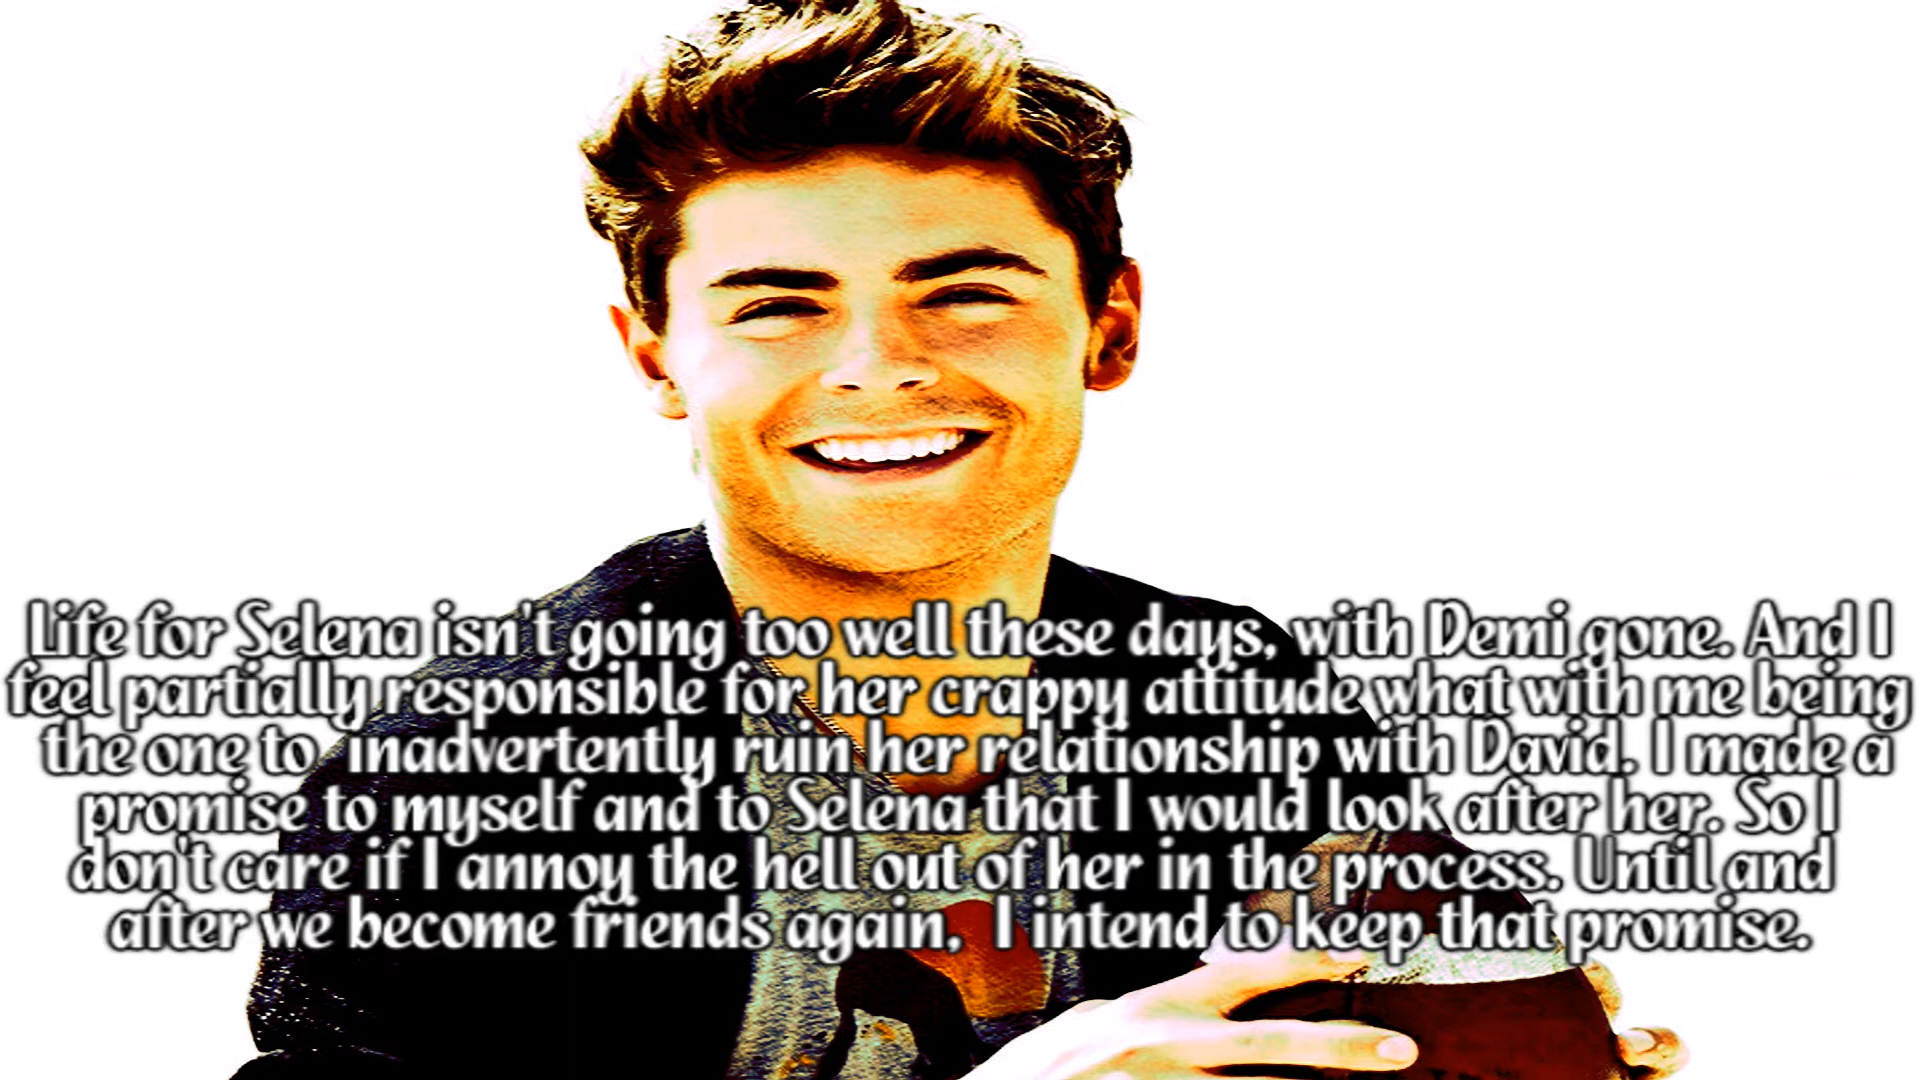 Life for Selena isn't going too well these days, with Demi gone. And I
feel partially responsible for her crappy attitude what with me being
the one to  inadvertently ruin her relationship with David. I made a
promise to myself and to Selena that I would look after her. So I
don't care if I annoy the hell out of her in the process. Until and
after we become friends again,  I intend to keep that promise.